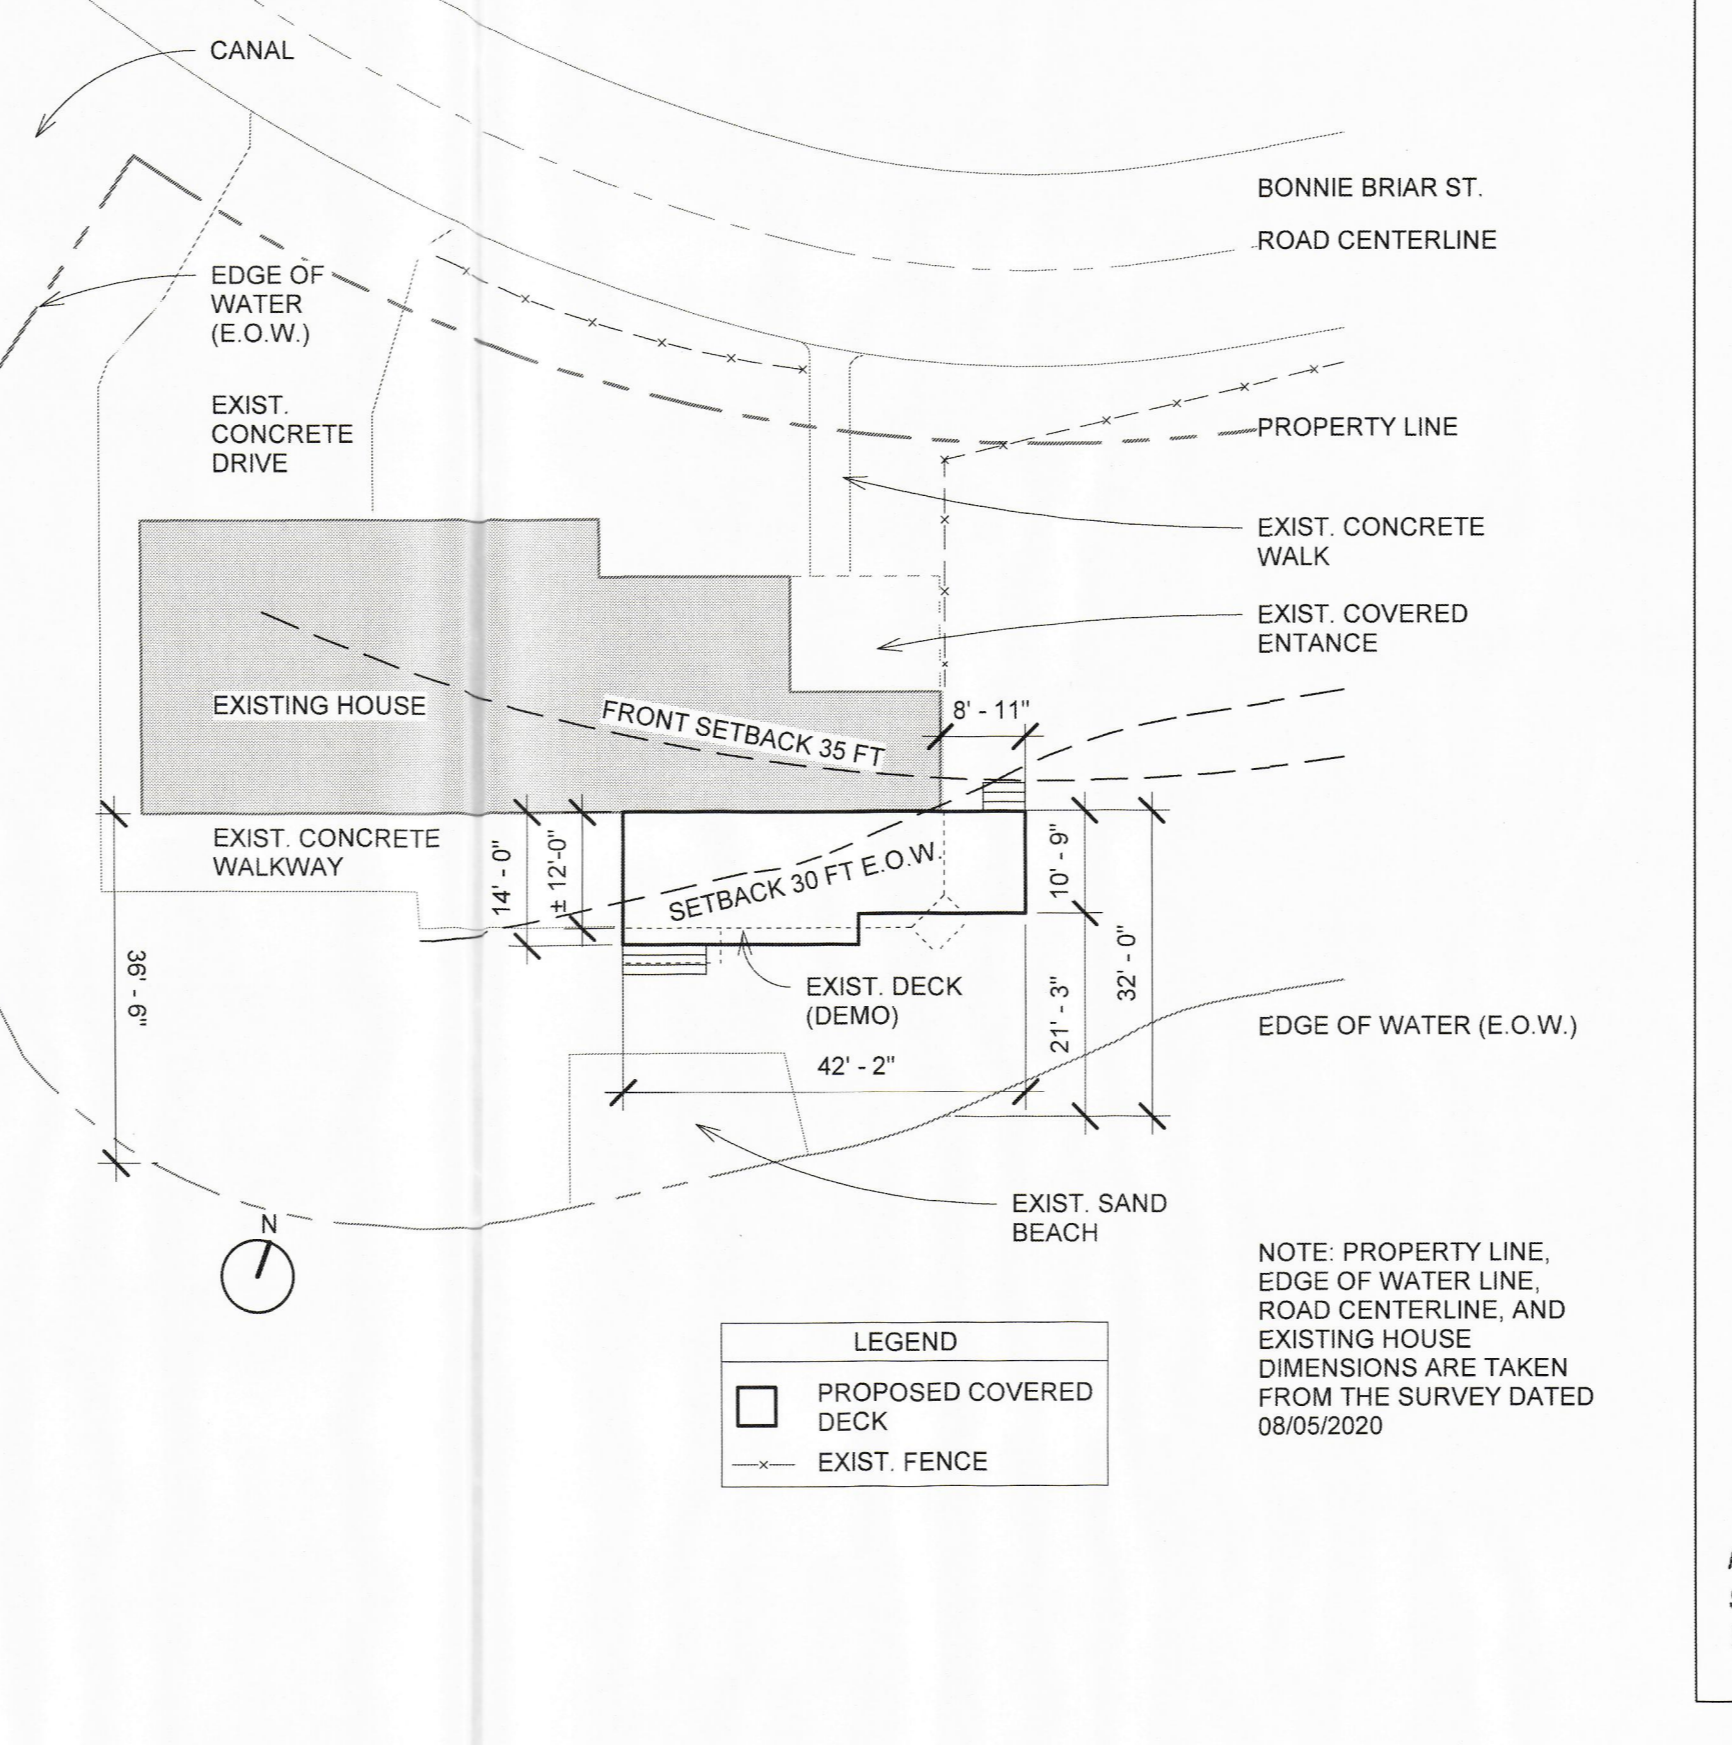 CANAL
BONNIE BRIAR ST.
ROAD CENTERLINE
EDGE OF
WATER
(E.O.W.)
EXIST.
CONCRETE
DRIVE
PROPERTY LINE
EXIST. CONCRETE
WALK
EXIST. COVERED
ENTANCE
EXISTING HOUSE
FRONT SETBACK 35 FT
8' - 11"
EXIST. CONCRETE
WALKWAY
14' - 0"
± 12'-0"
SETBACK 30 FT E.O.W.
10' - 9"
32' - 0"
36' - 6"
EXIST. DECK
(DEMO)
21' - 3"
EDGE OF WATER (E.O.W.)
42' - 2"
EXIST. SAND
BEACH
N
NOTE: PROPERTY LINE,
EDGE OF WATER LINE,
ROAD CENTERLINE, AND
EXISTING HOUSE
DIMENSIONS ARE TAKEN
FROM THE SURVEY DATED
08/05/2020
LEGEND
PROPOSED COVERED
DECK
EXIST. FENCE